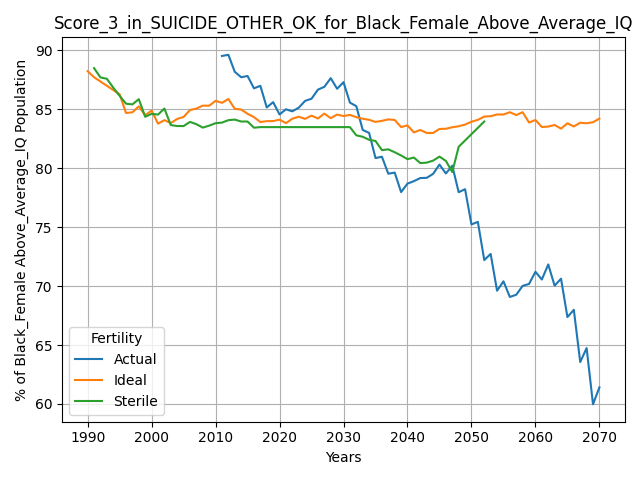 Score_3_in_SUICIDE_OTHER_OK_for_Black_Female_Above_Average_IQ
% of Black_Female Above_Average_IQ Population
90
85
80
75
70
65
60
Fertility
Actual
Ideal
Sterile
1990 2000 2010 2020 2030 2040 2050 2060 2070
Years